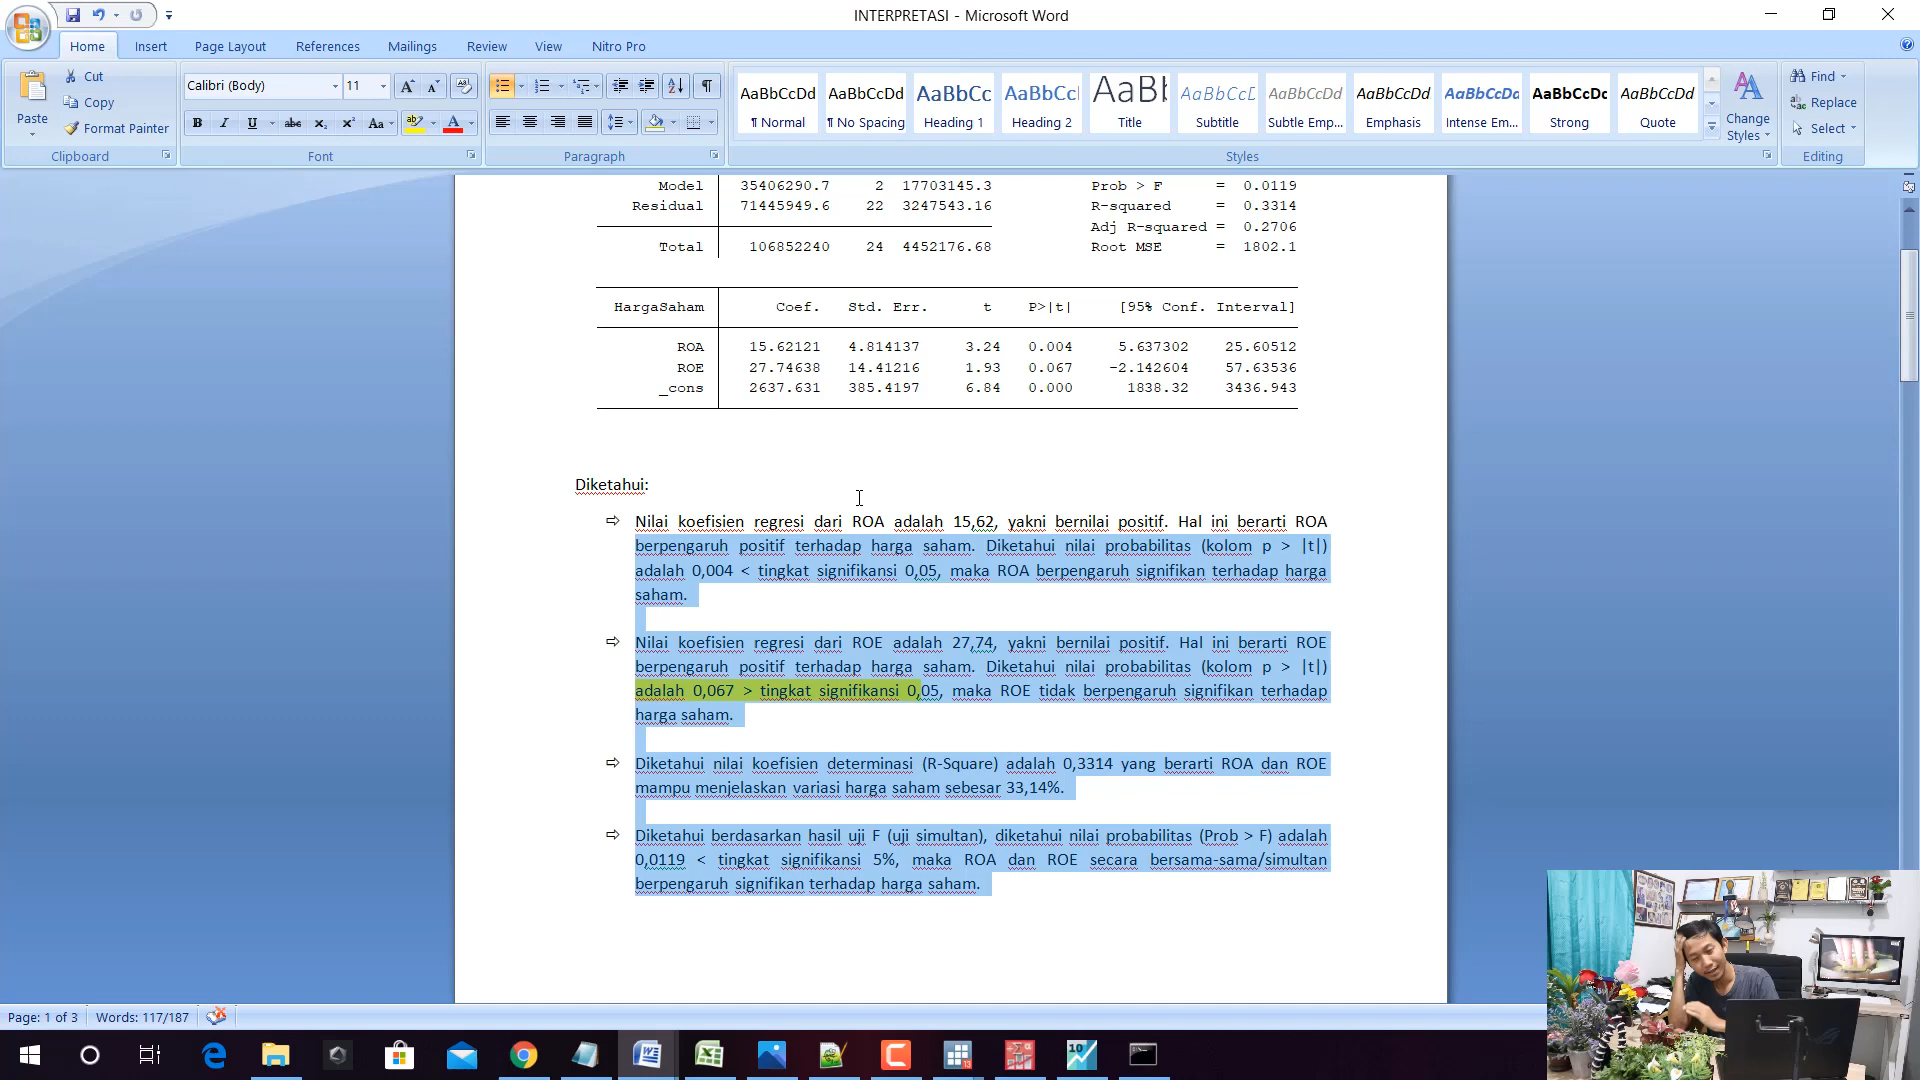 INTERPRETASI - Microsoft Word
Home Insert Page Layout References Mailings Review View Nitro Pro
Paste
Cut
Copy
Format Painter
Clipboard
Calibri (Body) 11
Font
Paragraph
AaBbCcDd AaBbCcDd AaBbCc AaBbCcI AaBb AaBbCcL AaBbCcDd AaBbCcDd AaBbCcDd AaBbCcDc AaBbCcDd
¶ Normal ¶ No Spacing Heading 1 Heading 2 Title Subtitle Subtle Emp... Emphasis Intense Em... Strong Quote
Styles
Change Styles
Find
Replace
Select
Editing
Model 35406290.7 2 17703145.3 Prob > F = 0.0119
Residual 71445949.6 22 3247543.16 R-squared = 0.3314
Adj R-squared = 0.2706
Total 106852240 24 4452176.68 Root MSE = 1802.1
HargaSaham Coef. Std. Err. t P>|t| [95% Conf. Interval]
ROA 15.62121 4.814137 3.24 0.004 5.637302 25.60512
ROE 27.74638 14.41216 1.93 0.067 -2.142604 57.63536
_cons 2637.631 385.4197 6.84 0.000 1838.32 3436.943
Diketahui:
⇨ Nilai koefisien regresi dari ROA adalah 15,62, yakni bernilai positif. Hal ini berarti ROA
berpengaruh positif terhadap harga saham. Diketahui nilai probabilitas (kolom p > |t|)
adalah 0,004 < tingkat signifikansi 0,05, maka ROA berpengaruh signifikan terhadap harga
saham.
⇨ Nilai koefisien regresi dari ROE adalah 27,74, yakni bernilai positif. Hal ini berarti ROE
berpengaruh positif terhadap harga saham. Diketahui nilai probabilitas (kolom p > |t|)
adalah 0,067 > tingkat signifikansi 0,05, maka ROE tidak berpengaruh signifikan terhadap
harga saham.
⇨ Diketahui nilai koefisien determinasi (R-Square) adalah 0,3314 yang berarti ROA dan ROE
mampu menjelaskan variasi harga saham sebesar 33,14%.
⇨ Diketahui berdasarkan hasil uji F (uji simultan), diketahui nilai probabilitas (Prob > F) adalah
0,0119 < tingkat signifikansi 5%, maka ROA dan ROE secara bersama-sama/simultan
berpengaruh signifikan terhadap harga saham.
Page: 1 of 3 Words: 117/187